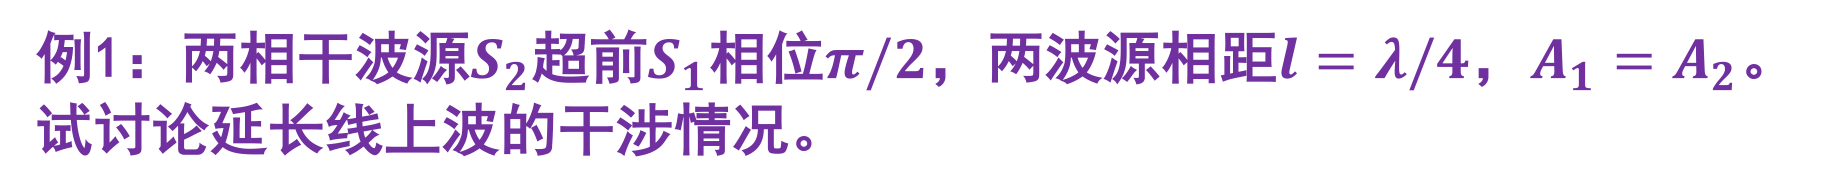 例1：两相干波源S₂超前S₁相位π/2，两波源相距l = λ/4，A₁ = A₂。
试讨论延长线上波的干涉情况。